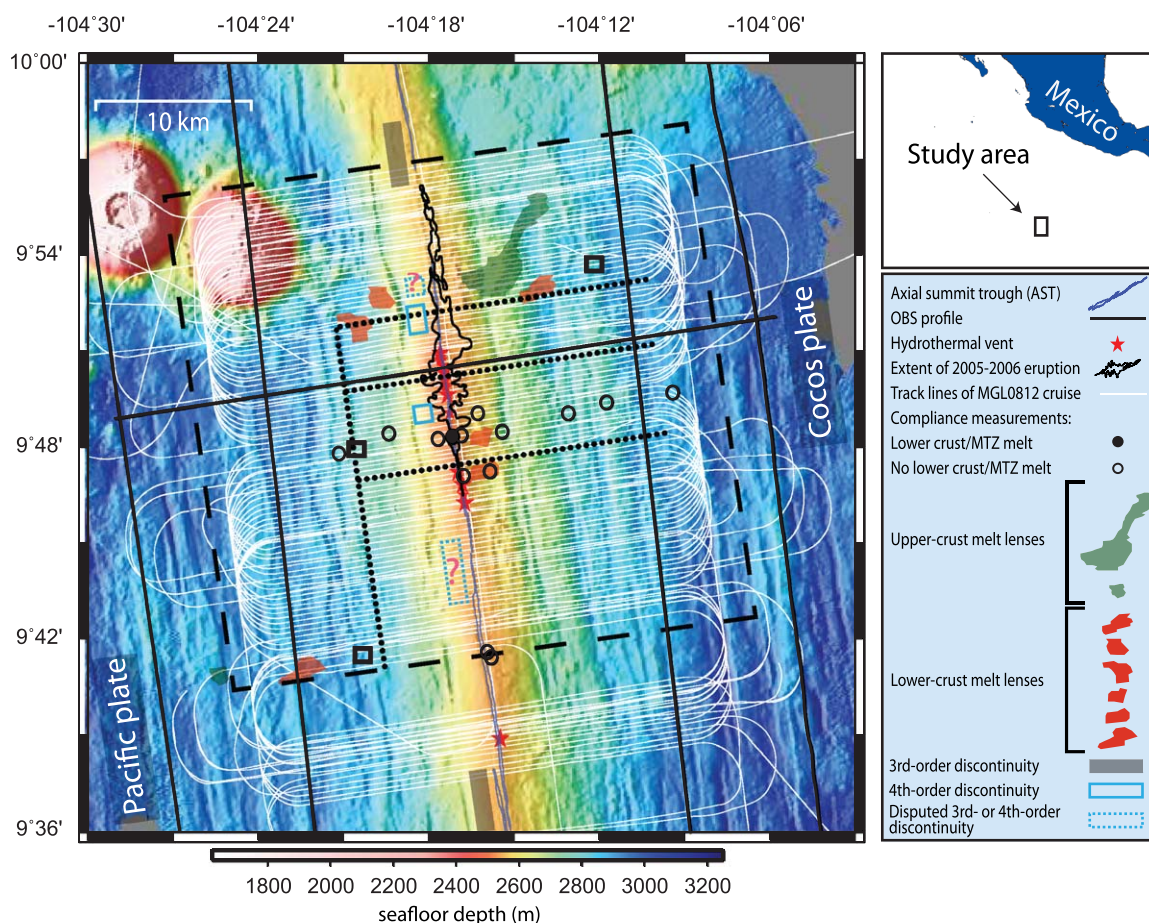 -104˚30' -104˚24' -104˚18' -104˚12' -104˚06'
10˚00'
9˚54'
9˚48'
9˚42'
9˚36'
10 km
?
?
Cocos plate
Pacific plate
1800 2000 2200 2400 2600 2800 3000 3200
seafloor depth (m)
Mexico
Study area
Axial summit trough (AST)
OBS profile
Hydrothermal vent
Extent of 2005-2006 eruption
Track lines of MGL0812 cruise
Compliance measurements:
Lower crust/MTZ melt
No lower crust/MTZ melt
Upper-crust melt lenses
Lower-crust melt lenses
3rd-order discontinuity
4th-order discontinuity
Disputed 3rd- or 4th-order
discontinuity